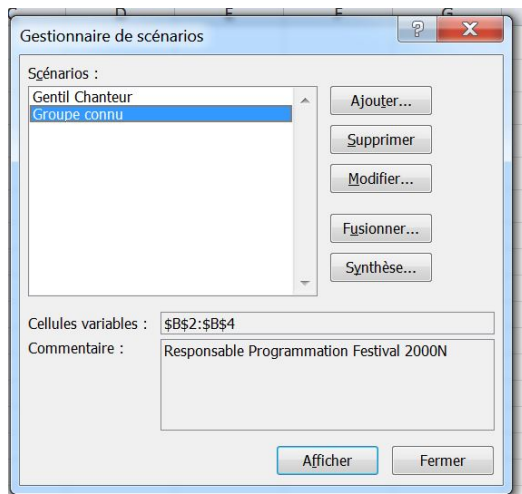 C D E F G
Gestionnaire de scénarios
?
X
Scénarios :
Gentil Chanteur
Groupe connu
Ajouter...
Supprimer
Modifier...
Fusionner...
Synthèse...
Cellules variables :
$B$2:$B$4
Commentaire :
Responsable Programmation Festival 2000N
Afficher
Fermer